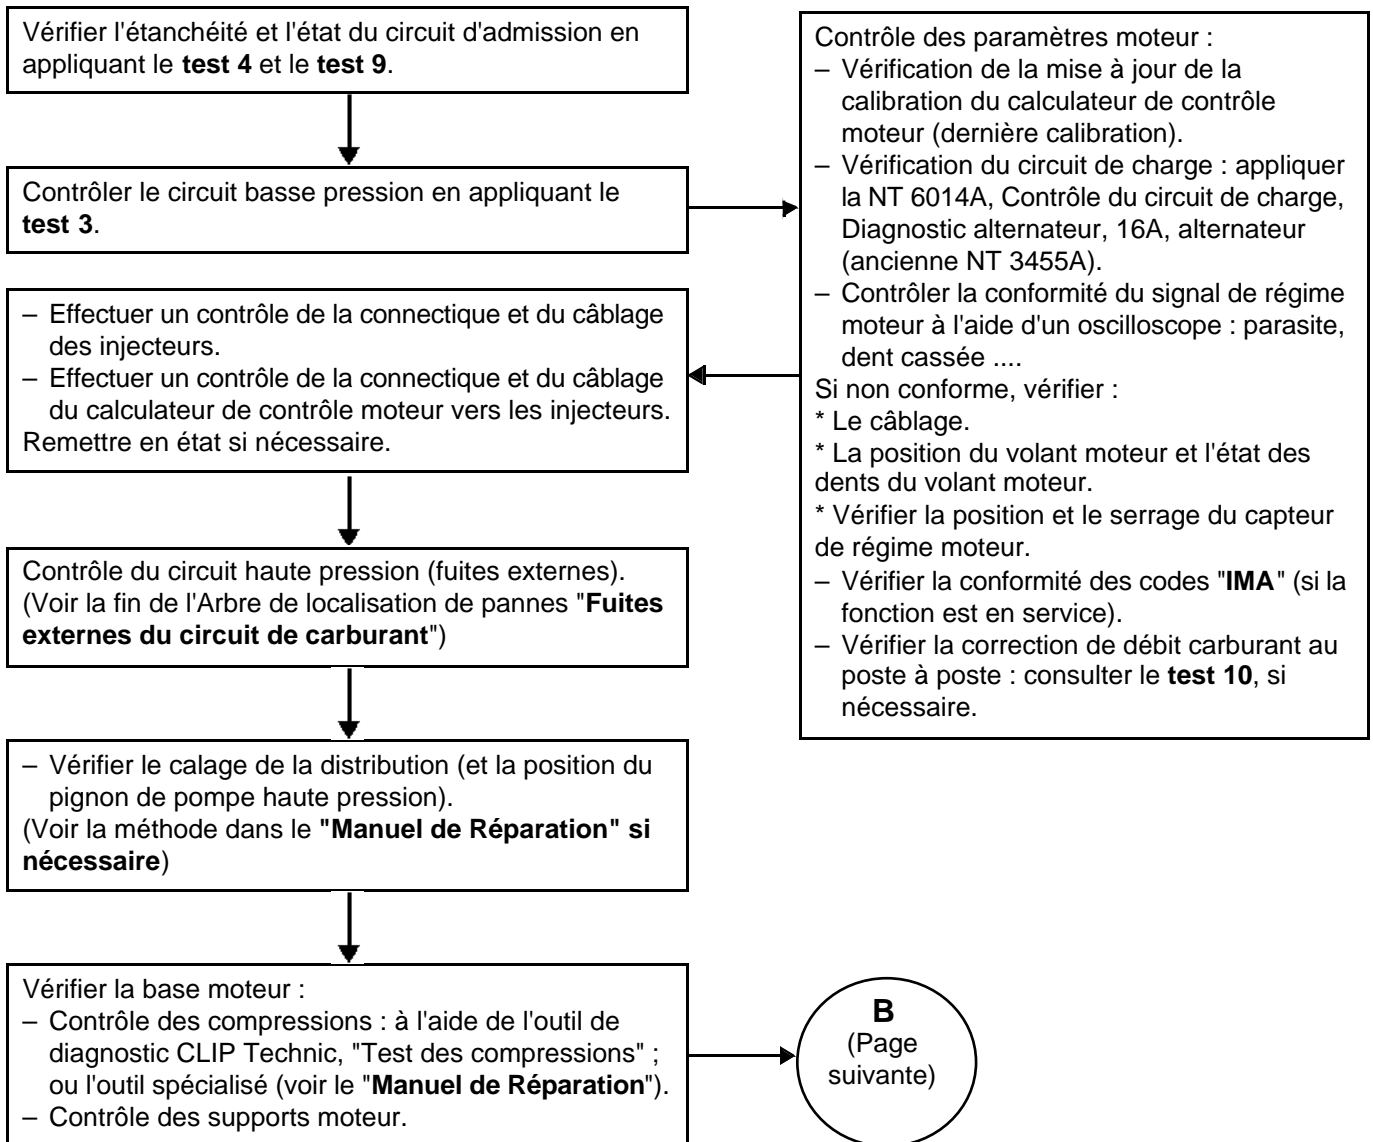 Vérifier l'étanchéité et l'état du circuit d'admission en
appliquant le test 4 et le test 9.
Contrôler le circuit basse pression en appliquant le
test 3.
Contrôle des paramètres moteur :
– Vérification de la mise à jour de la
calibration du calculateur de contrôle
moteur (dernière calibration).
– Vérification du circuit de charge : appliquer
la NT 6014A, Contrôle du circuit de charge,
Diagnostic alternateur, 16A, alternateur
(ancienne NT 3455A).
– Contrôler la conformité du signal de régime
moteur à l'aide d'un oscilloscope : parasite,
dent cassée ....
Si non conforme, vérifier :
* Le câblage.
* La position du volant moteur et l'état des
dents du volant moteur.
* Vérifier la position et le serrage du capteur
de régime moteur.
– Vérifier la conformité des codes "IMA" (si la
fonction est en service).
– Vérifier la correction de débit carburant au
poste à poste : consulter le test 10, si
nécessaire.
– Effectuer un contrôle de la connectique et du câblage
des injecteurs.
– Effectuer un contrôle de la connectique et du câblage
du calculateur de contrôle moteur vers les injecteurs.
Remettre en état si nécessaire.
Contrôle du circuit haute pression (fuites externes).
(Voir la fin de l'Arbre de localisation de pannes "Fuites
externes du circuit de carburant")
– Vérifier le calage de la distribution (et la position du
pignon de pompe haute pression).
(Voir la méthode dans le "Manuel de Réparation" si
nécessaire)
Vérifier la base moteur :
– Contrôle des compressions : à l'aide de l'outil de
diagnostic CLIP Technic, "Test des compressions" ;
ou l'outil spécialisé (voir le "Manuel de Réparation").
– Contrôle des supports moteur.
B
(Page
suivante)